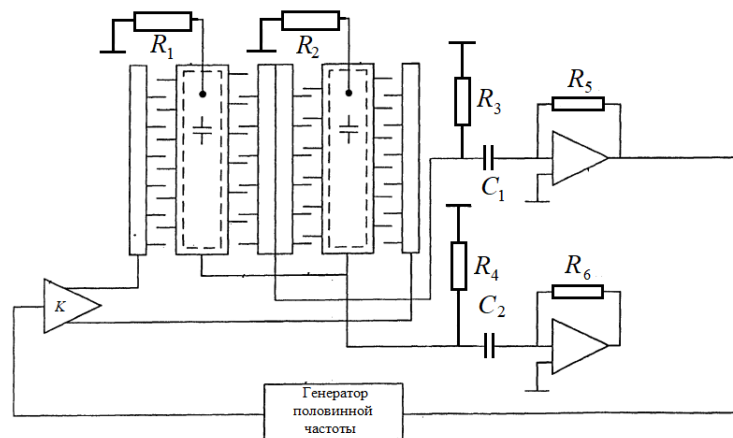 R1
R2
R3
R5
C1
R4
R6
C2
K
Генератор
половинной
частоты